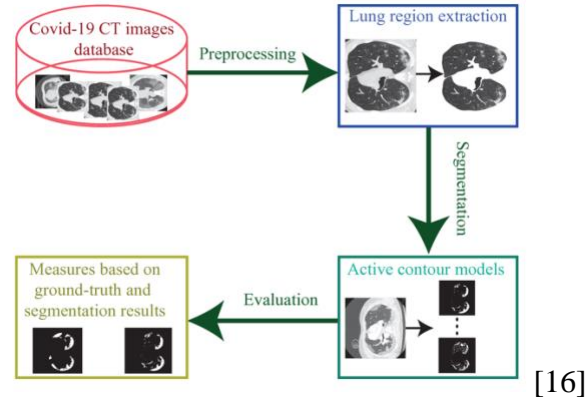 Covid-19 CT images
database
Preprocessing
Lung region extraction
Segmentation
Active contour models
Evaluation
Measures based on
ground-truth and
segmentation results
[16]